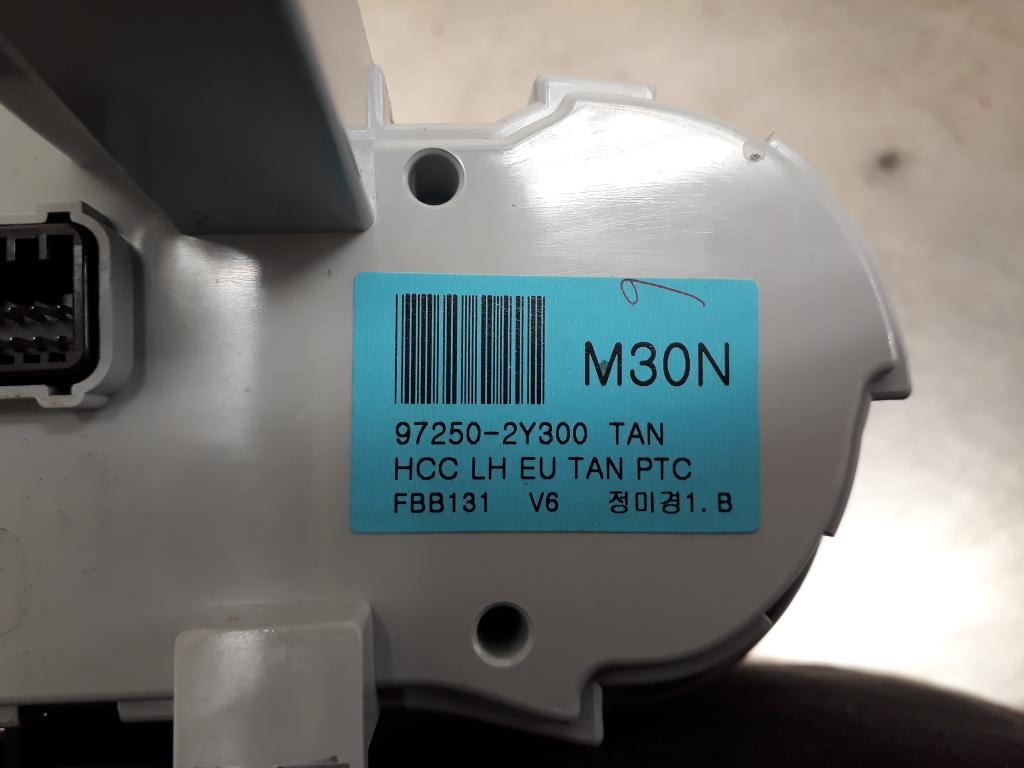 M30N
97250-2Y300 TAN
HCC LH EU TAN PTC
FBB131 V6 정미경1.B